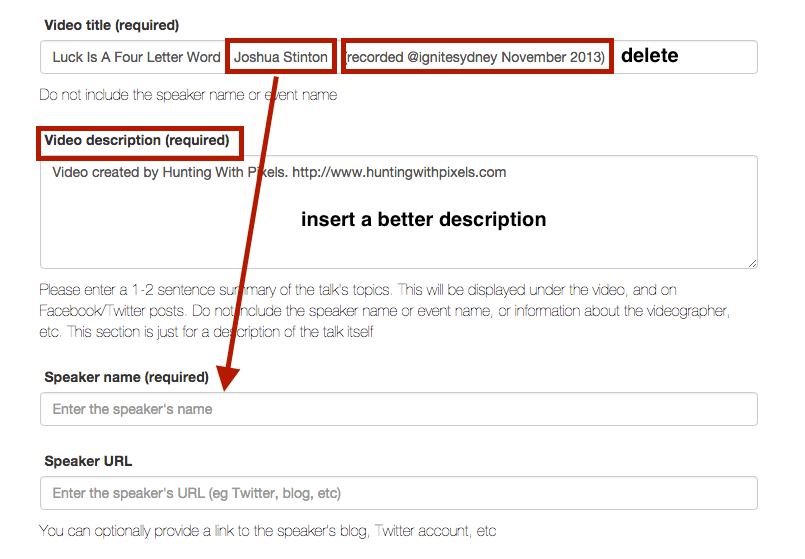 Video title (required)
Luck Is A Four Letter Word Joshua Stinton (recorded @ignitesydney November 2013) delete
Do not include the speaker name or event name
Video description (required)
Video created by Hunting With Pixels. http://www.huntingwithpixels.com
insert a better description
Please enter a 1-2 sentence summary of the talk's topics. This will be displayed under the video, and on
Facebook/Twitter posts. Do not include the speaker name or event name, or information about the videographer,
etc. This section is just for a description of the talk itself
Speaker name (required)
Enter the speaker's name
Speaker URL
Enter the speaker's URL (eg Twitter, blog, etc)
You can optionally provide a link to the speaker's blog, Twitter account, etc